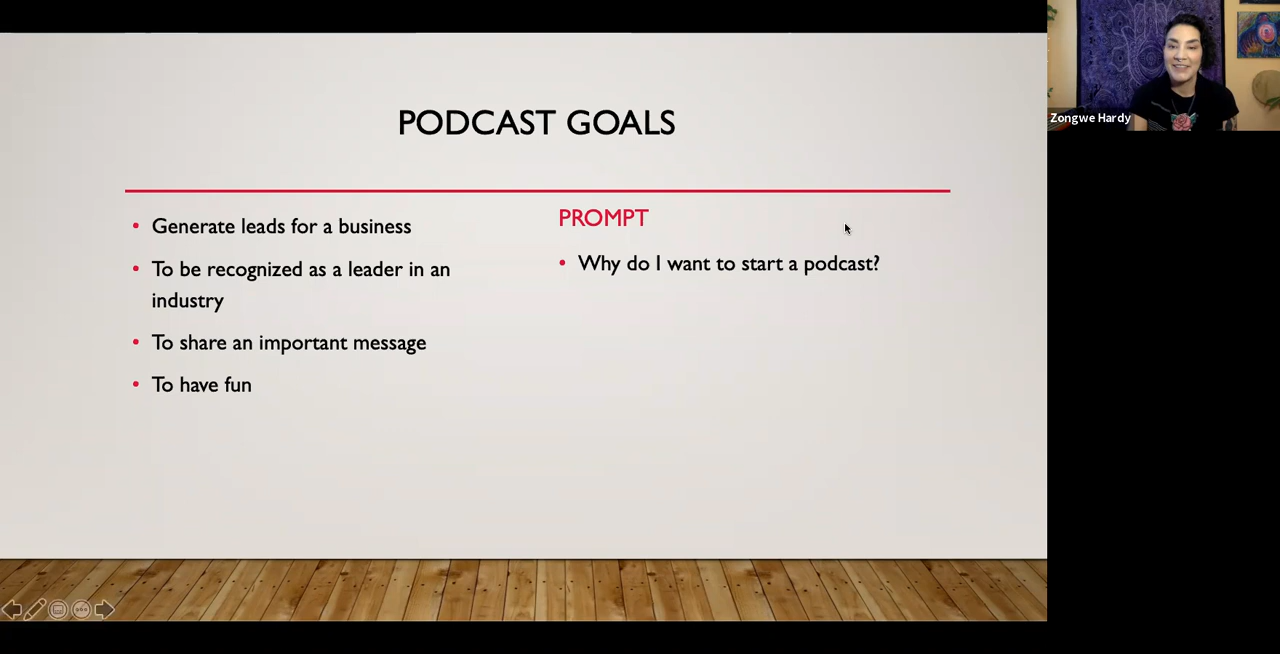 PODCAST GOALS
Generate leads for a business
To be recognized as a leader in an
industry
To share an important message
To have fun
PROMPT
Why do I want to start a podcast?
Zongwe Hardy